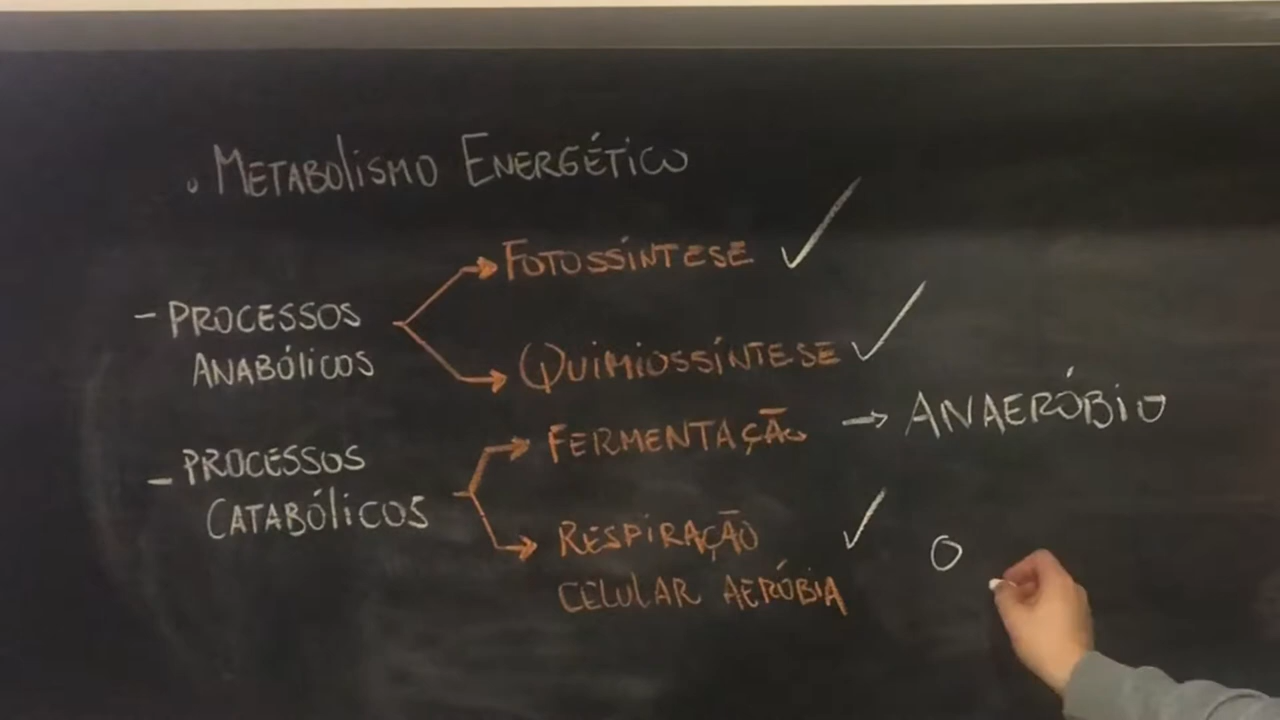 • METABOLISMO ENERGÉTICO
FOTOSSÍNTESE ✓
- PROCESSOS
ANABÓLICOS
QUIMIOSSÍNTESE ✓
FERMENTAÇÃO → ANAERÓBIO
- PROCESSOS
CATABÓLICOS
RESPIRAÇÃO ✓ O
CELULAR AERÓBIA